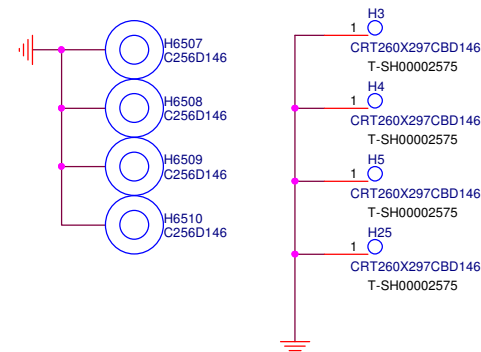 H6507
C256D146
H6508
C256D146
H6509
C256D146
H6510
C256D146
H3
1
CRT260X297CBD146
T-SH00002575
H4
1
CRT260X297CBD146
T-SH00002575
H5
1
CRT260X297CBD146
T-SH00002575
H25
1
CRT260X297CBD146
T-SH00002575